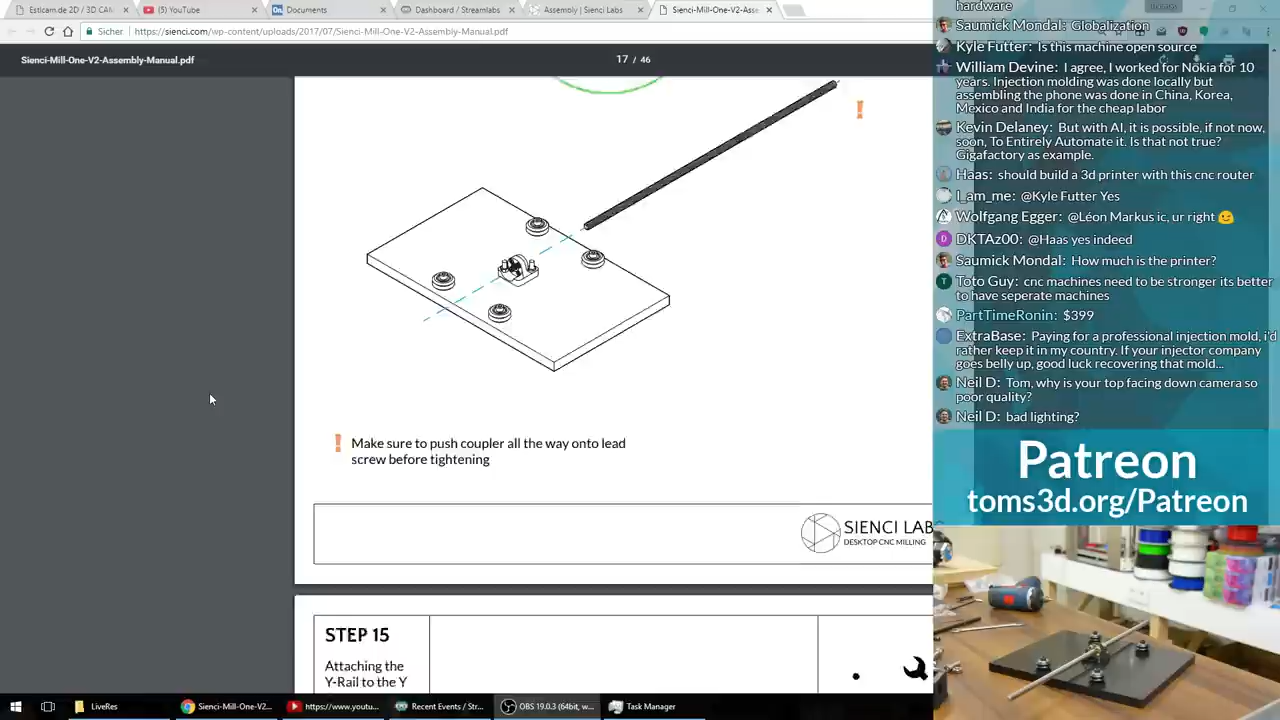 Estlcam.de 2D / 3D CA
(5) YouTube
Documents
Dashboard / Streamlabs
Assembly | Sienci Labs
Sienci-Mill-One-V2-Asse
Sicher
https://sienci.com/wp-content/uploads/2017/07/Sienci-Mill-One-V2-Assembly-Manual.pdf
Sienci-Mill-One-V2-Assembly-Manual.pdf
17 / 46
!
! Make sure to push coupler all the way onto lead
screw before tightening
SIENCI LAB
DESKTOP CNC MILLING
STEP 15
Attaching the
Y-Rail to the Y
hardware
Saumick Mondal: Globalization
Kyle Futter: Is this machine open source
William Devine: I agree, I worked for Nokia for 10
years. Injection molding was done locally but
assembling the phone was done in China, Korea,
Mexico and India for the cheap labor
Kevin Delaney: But with AI, it is possible, if not now,
soon, To Entirely Automate it. Is that not true?
Gigafactory as example.
Haas: should build a 3d printer with this cnc router
I_am_me: @Kyle Futter Yes
Wolfgang Egger: @Léon Markus ic, ur right
DKTAz00: @Haas yes indeed
Saumick Mondal: How much is the printer?
Toto Guy: cnc machines need to be stronger its better
to have seperate machines
PartTimeRonin: $399
ExtraBase: Paying for a professional injection mold, i'd
rather keep it in my country. If your injector company
goes belly up, good luck recovering that mold...
Neil D: Tom, why is your top facing down camera so
poor quality?
Neil D: bad lighting?
Patreon
toms3d.org/Patreon
LiveRes
Sienci-Mill-One-V2...
https://www.youtu...
Recent Events / Str...
OBS 19.0.3 (64bit, w...
Task Manager